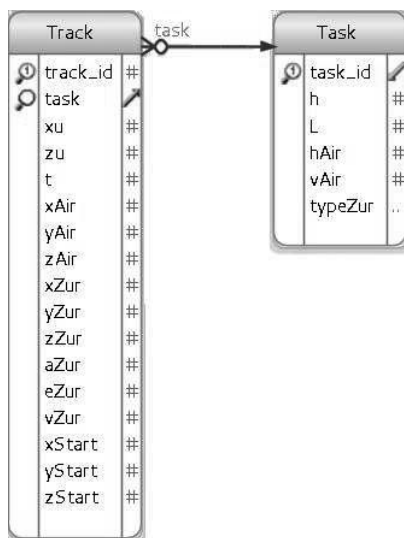 Track
track_id #
task
xu #
zu #
t #
xAir #
yAir #
zAir #
xZur #
yZur #
zZur #
aZur #
eZur #
vZur #
xStart #
yStart #
zStart #
task
Task
task_id
h #
L #
hAir #
vAir #
typeZur ..